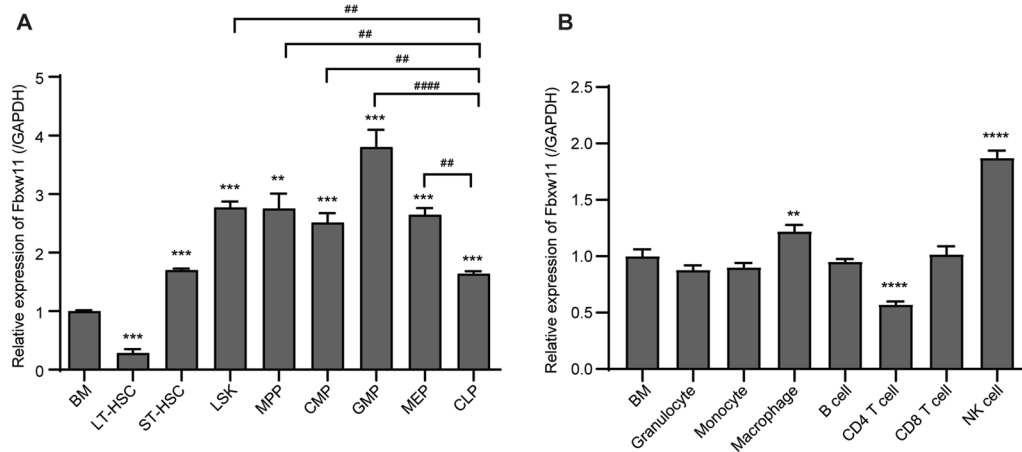 A
Relative expression of Fbxw11 (/GAPDH)
5
4
3
2
1
0
##
##
##
####
##
***
***
***
**
***
***
***
***
BM
LT-HSC
ST-HSC
LSK
MPP
CMP
GMP
MEP
CLP
B
Relative expression of Fbxw11 (/GAPDH)
2.5
2.0
1.5
1.0
0.5
0.0
**
****
****
BM
Granulocyte
Monocyte
Macrophage
B cell
CD4 T cell
CD8 T cell
NK cell